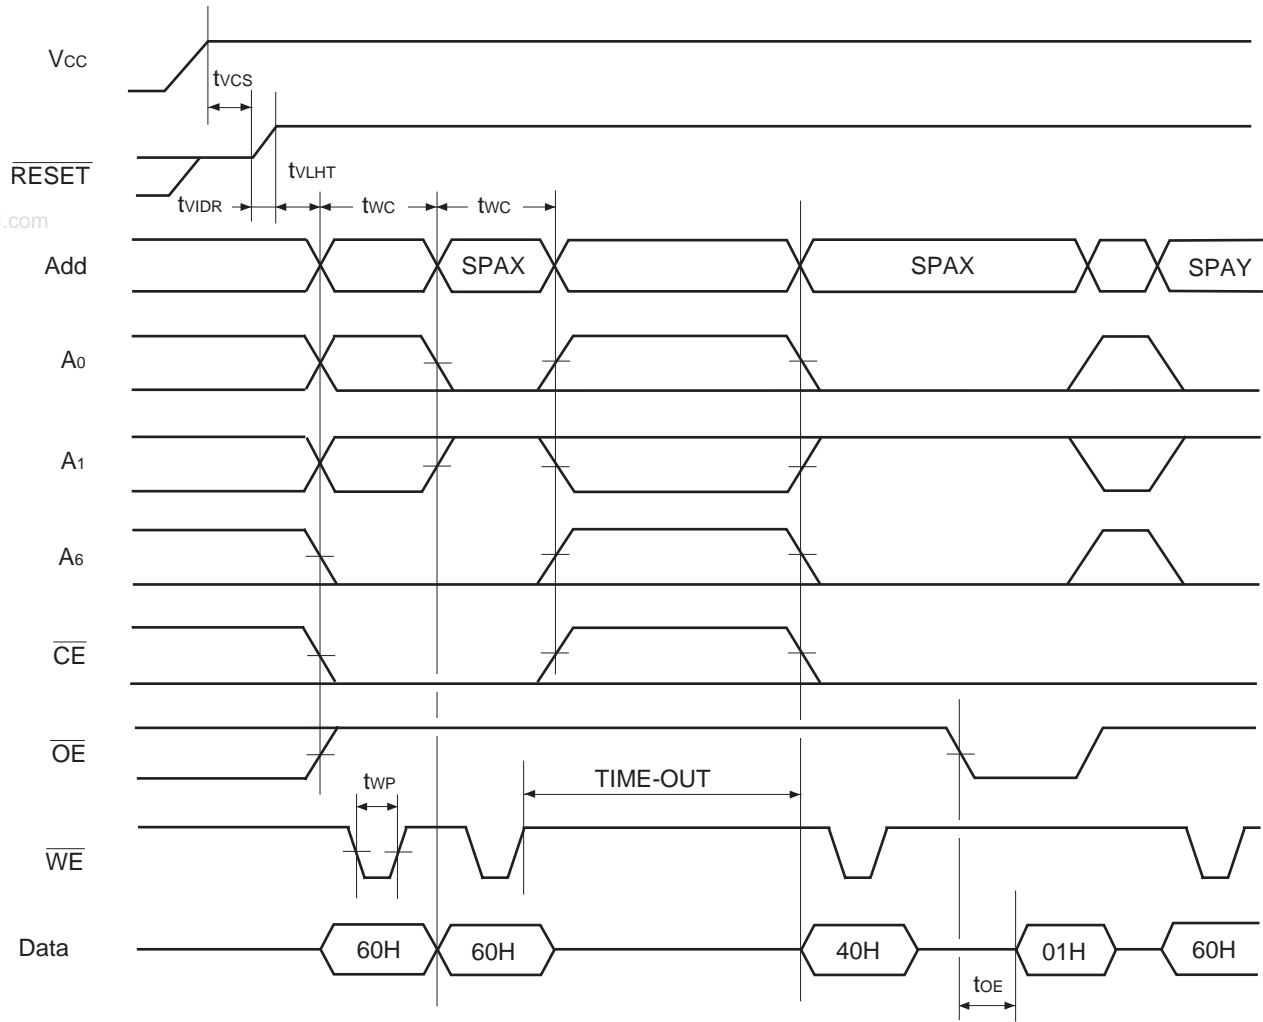 VCC
tVCS
RESET
tVLHT
tVIDR
tWC
tWC
.com
Add
SPAX
SPAX
SPAY
A0
A1
A6
CE
OE
tWP
TIME-OUT
WE
Data
60H
60H
40H
01H
60H
tOE